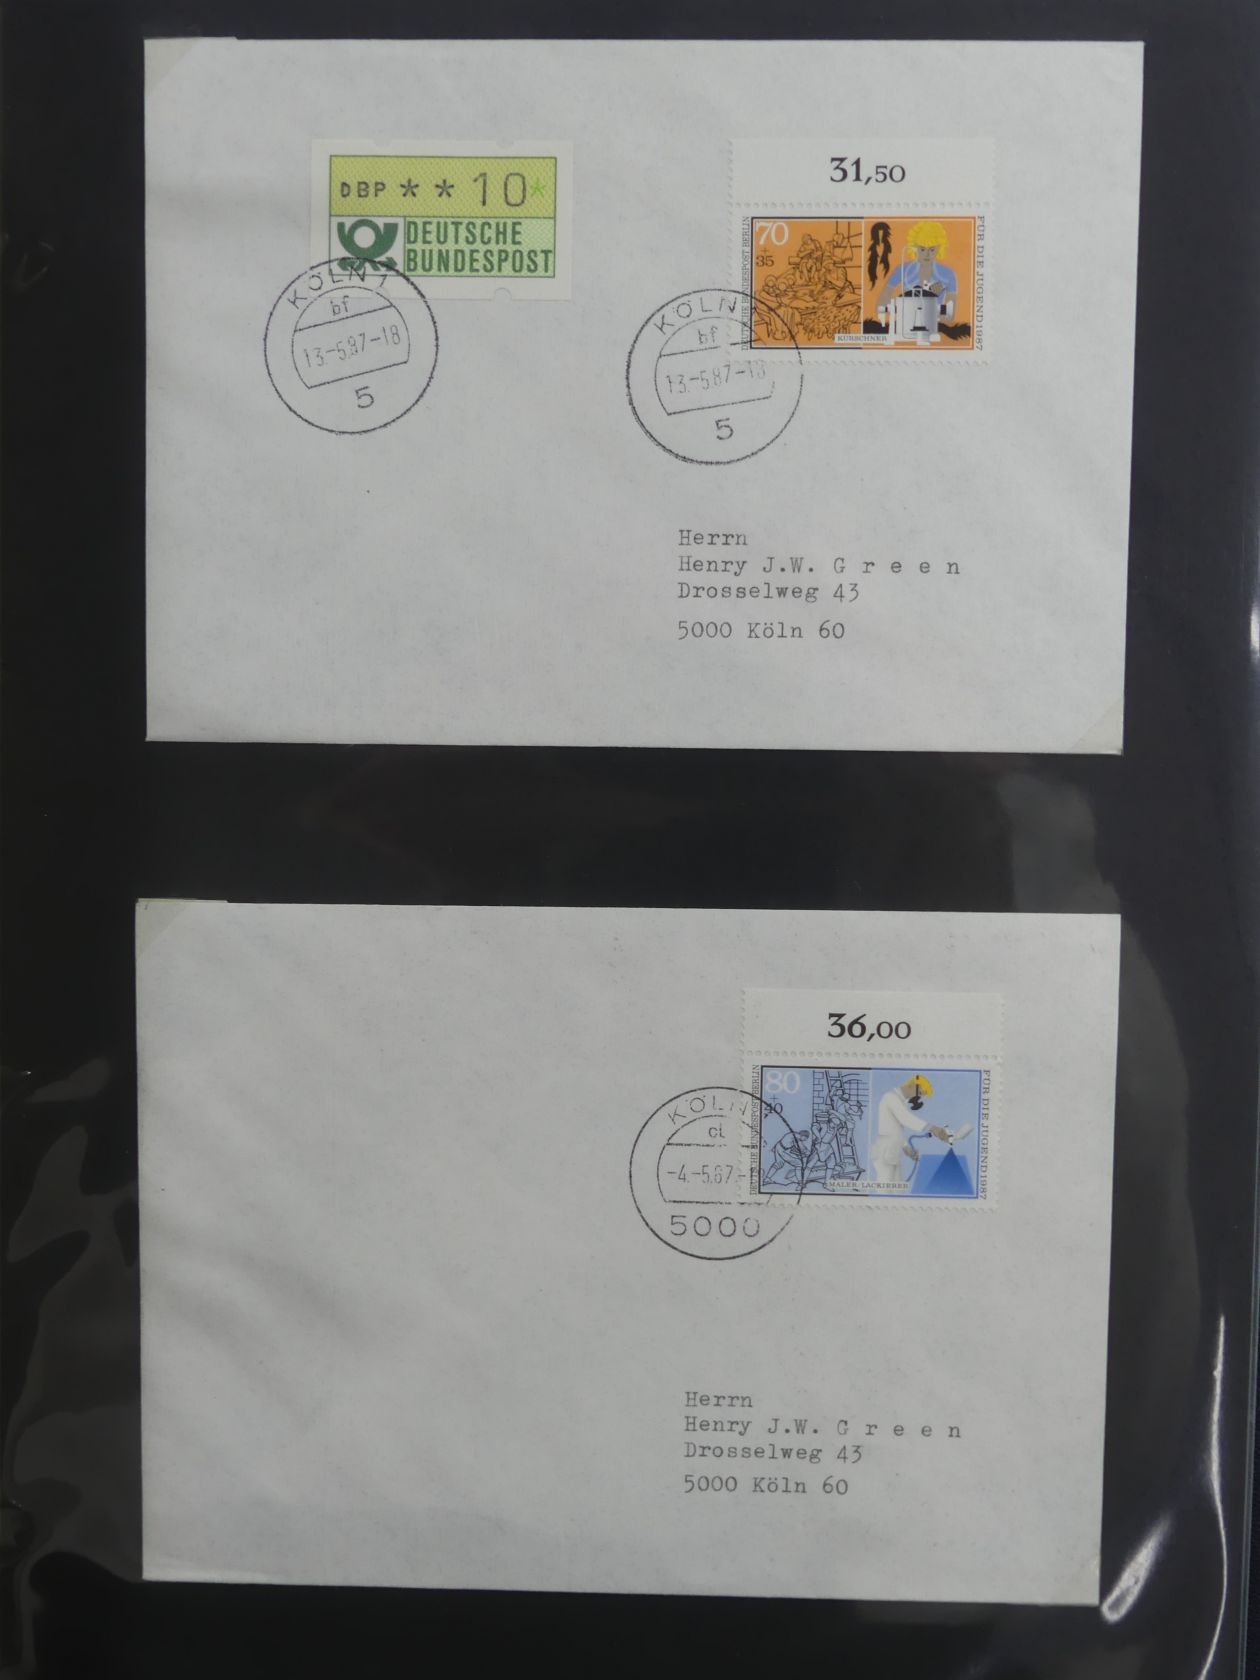 DBP * * 10*
DEUTSCHE
BUNDESPOST
KÖLN 1
bf
13.-5.87-18
5
31,50
70
+
35
DEUTSCHE BUNDESPOST BERLIN
FÜR DIE JUGEND 1987
KÜRSCHNER
KÖLN
bf
13.-5.87-18
5
Herrn
Henry J.W. G r e e n
Drosselweg 43
5000 Köln 60
36,00
80
+
40
DEUTSCHE BUNDESPOST BERLIN
FÜR DIE JUGEND 1987
MALER/LACKIERER
KÖLN
-4.-5.87-
5000
Herrn
Henry J.W. G r e e n
Drosselweg 43
5000 Köln 60